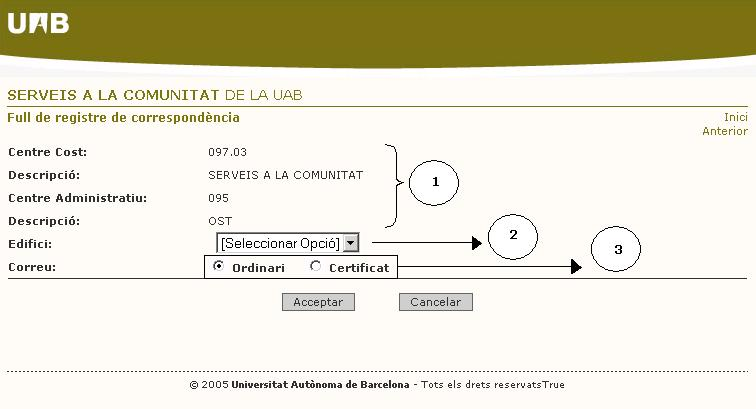 UAB
SERVEIS A LA COMUNITAT DE LA UAB
Full de registre de correspondència
Inici
Anterior
Centre Cost: 097.03
Descripció: SERVEIS A LA COMUNITAT
Centre Administratiu: 095
Descripció: OST
1
Edifici: [Seleccionar Opció]
2
Correu: Ordinari Certificat
3
Acceptar Cancelar
© 2005 Universitat Autònoma de Barcelona - Tots els drets reservatsTrue